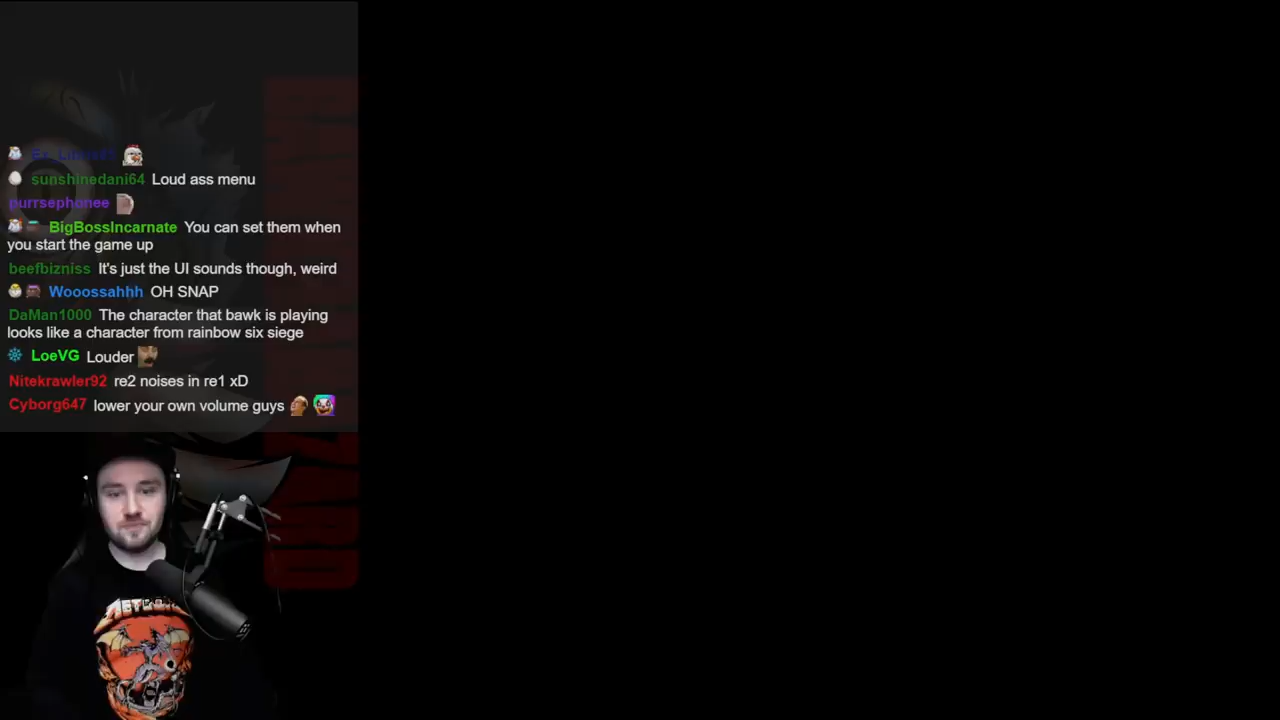 sunshinedani64 Loud ass menu
purrsephonee
BigBossIncarnate You can set them when
you start the game up
beefbizniss It's just the UI sounds though, weird
Wooossahhh OH SNAP
DaMan1000 The character that bawk is playing
looks like a character from rainbow six siege
LoeVG Louder
Nitekrawler92 re2 noises in re1 xD
Cyborg647 lower your own volume guys